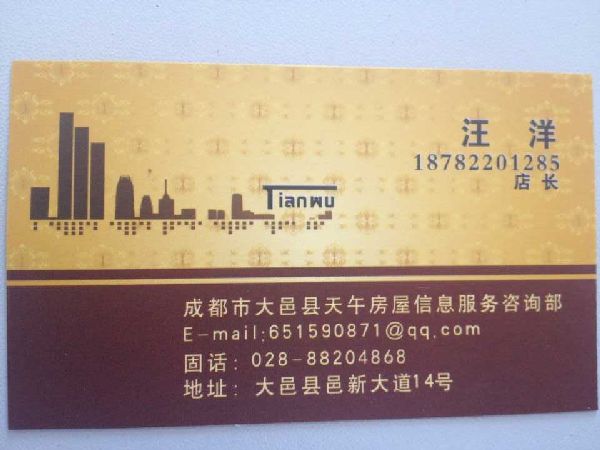 汪 洋
18782201285
店 长
Tianwu
成都市大邑县天午房屋信息服务咨询部
E-mail:651590871@qq.com
固话：028-88204868
地址：大邑县邑新大道14号